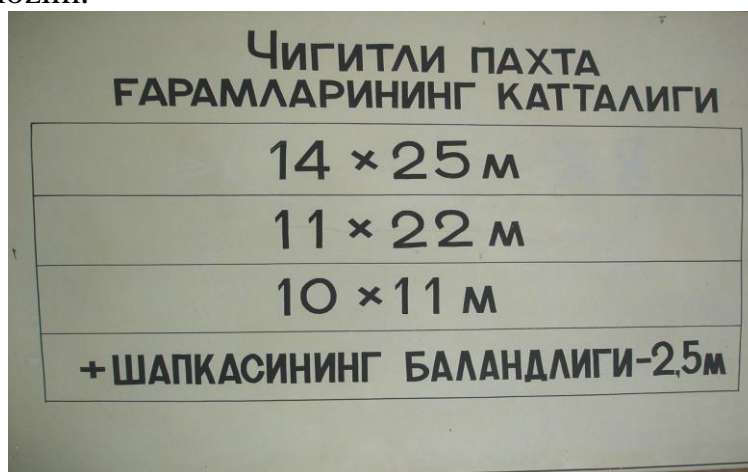 Чигитли пахта
ғарамларининг катталиги
14 × 25 м
11 × 22 м
10 × 11 м
+ШАПКАСИНИНГ БАЛАНДЛИГИ-2,5м